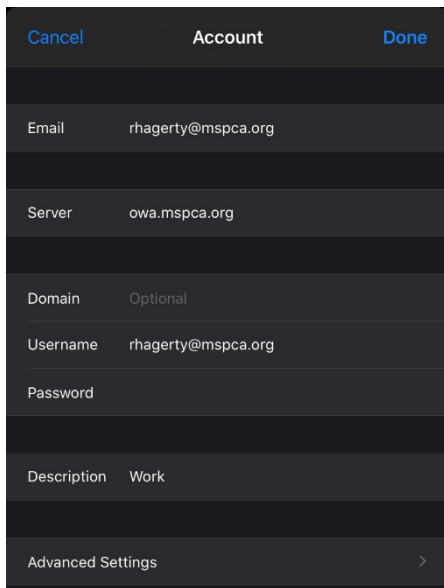 Cancel Account Done
Email rhagerty@mspca.org
Server owa.mspca.org
Domain Optional
Username rhagerty@mspca.org
Password
Description Work
Advanced Settings